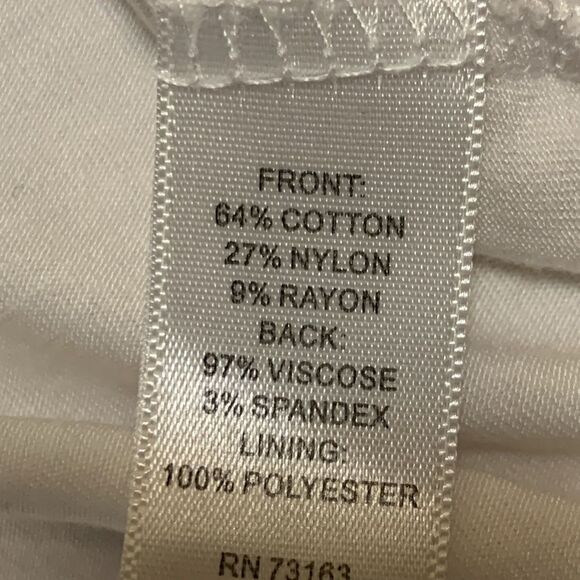 FRONT:
64% COTTON
27% NYLON
9% RAYON
BACK:
97% VISCOSE
3% SPANDEX
LINING:
100% POLYESTER
RN 73163